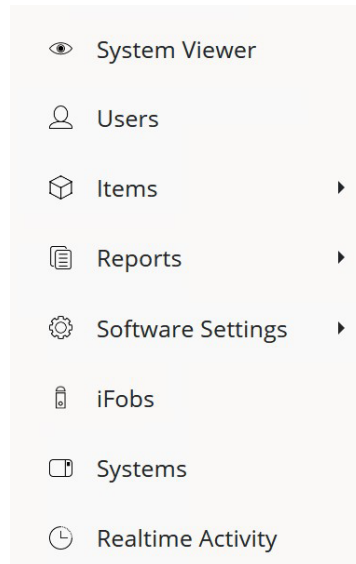 System Viewer
Users
Items
Reports
Software Settings
iFobs
Systems
Realtime Activity